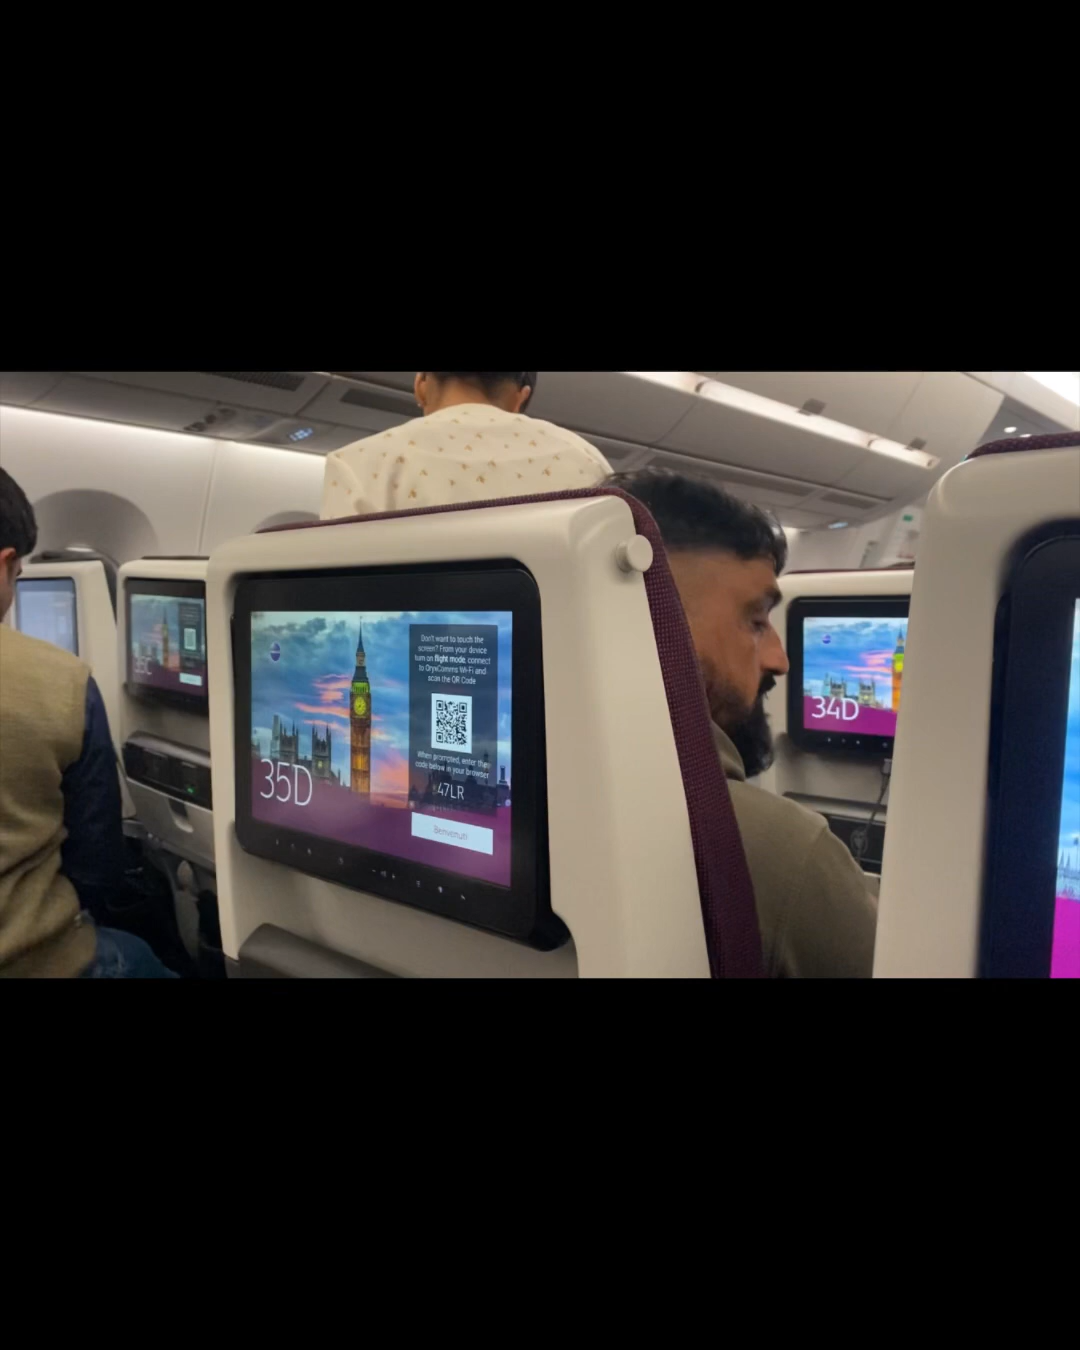 35C
35D
Don't want to touch the
screen? From your device
turn on flight mode, connect
to OryxComms Wi-Fi and
scan the QR Code
When prompted, enter the
code below in your browser
47LR
Benvenuti
34D